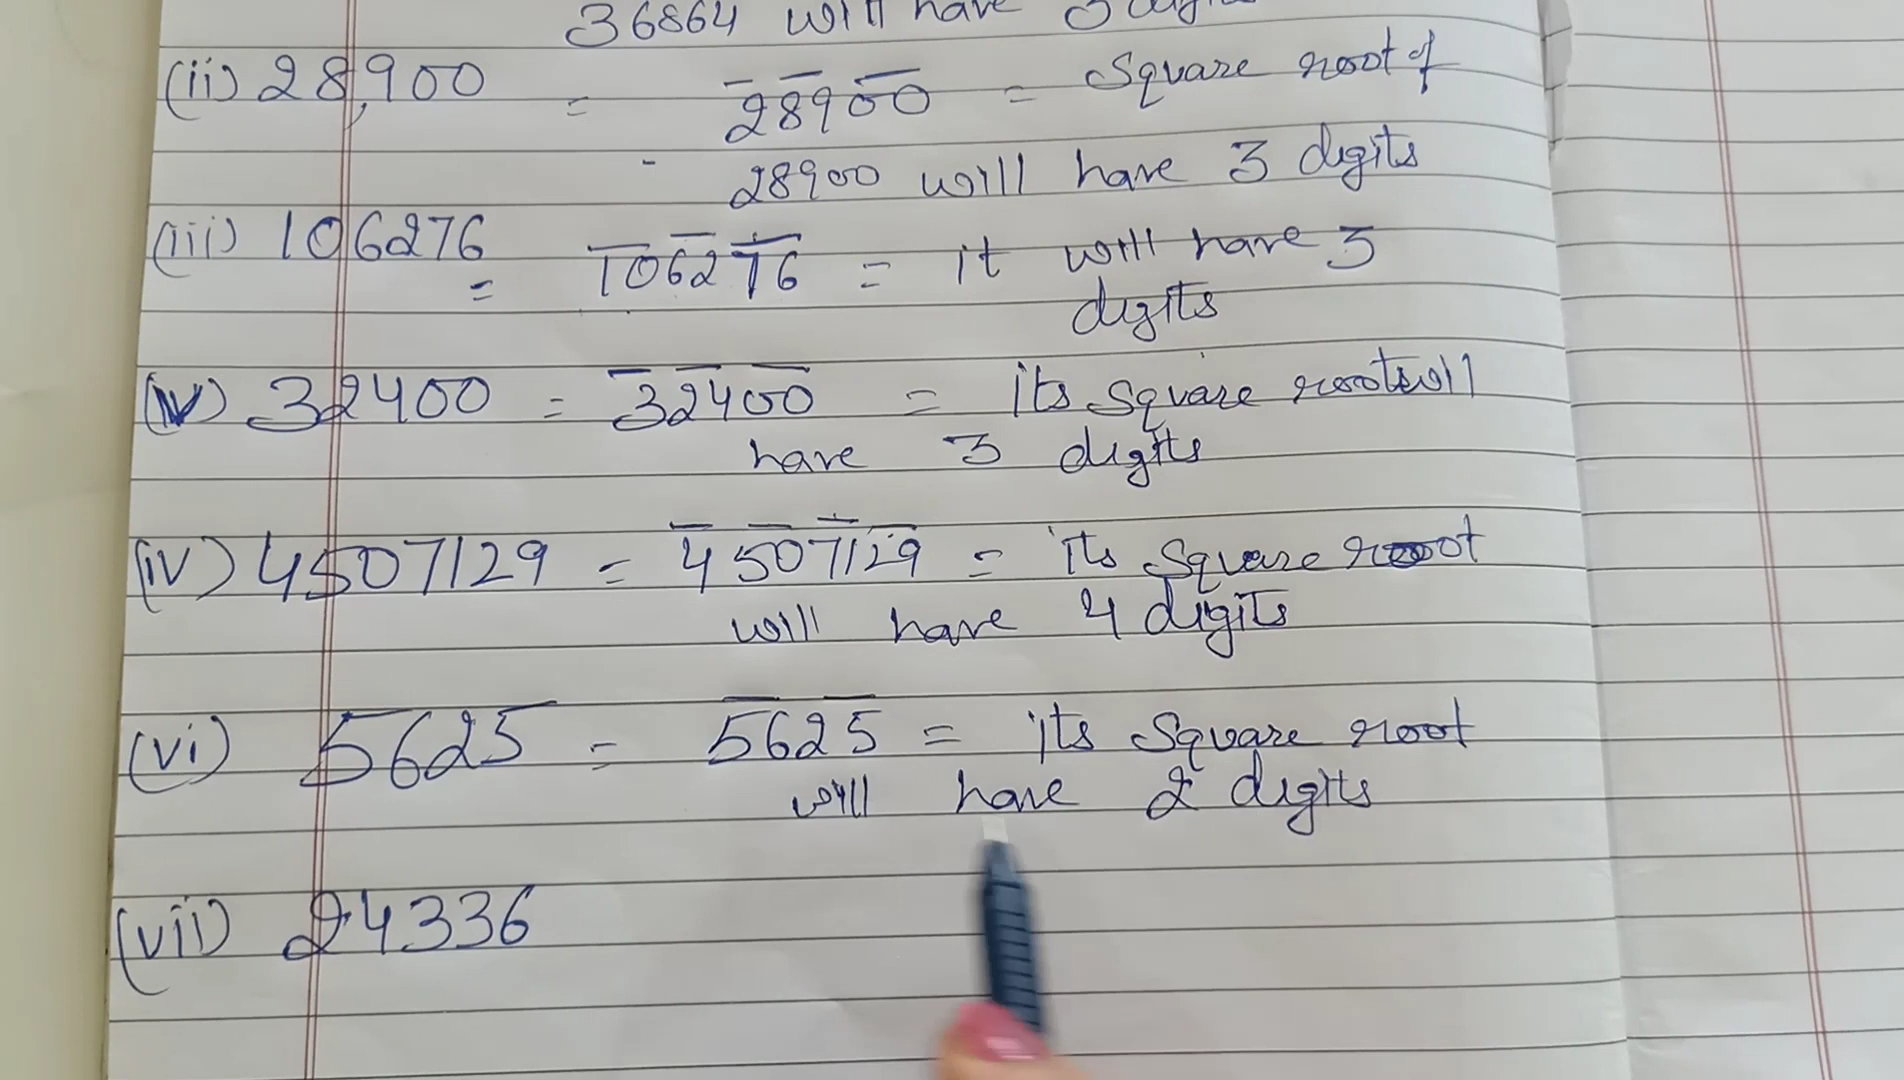 36864 will have 3
(ii) 28,900 = 28900 = Square root of
28900 will have 3 digits
(iii) 106276 = 106276 = it will have 3
digits
(iv) 32400 = 32400 = its square root will
have 3 digits
(iv) 4507129 = 4507129 = its square root
will have 4 digits
(vi) 5625 = 5625 = its square root
will have 2 digits
(vii) 24336